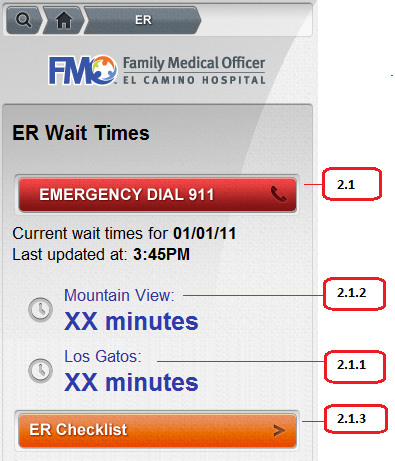 ER
FMO Family Medical Officer
EL CAMINO HOSPITAL
ER Wait Times
EMERGENCY DIAL 911
2.1
Current wait times for 01/01/11
Last updated at: 3:45PM
Mountain View:
2.1.2
XX minutes
Los Gatos:
2.1.1
XX minutes
ER Checklist >
2.1.3